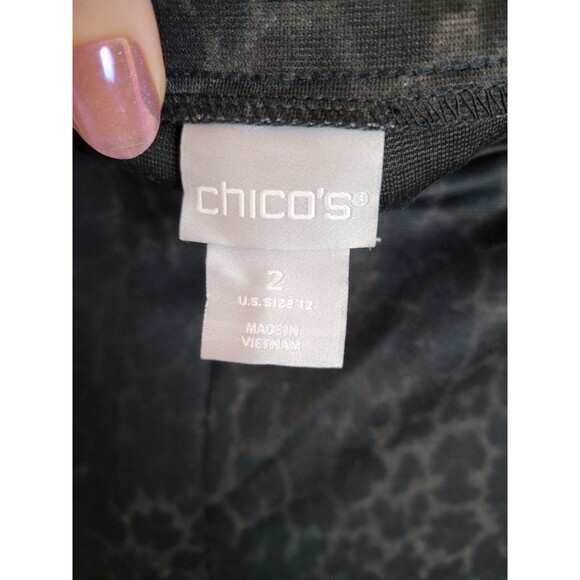 chico's®
2
U.S. SIZE 12
MADE IN
VIETNAM